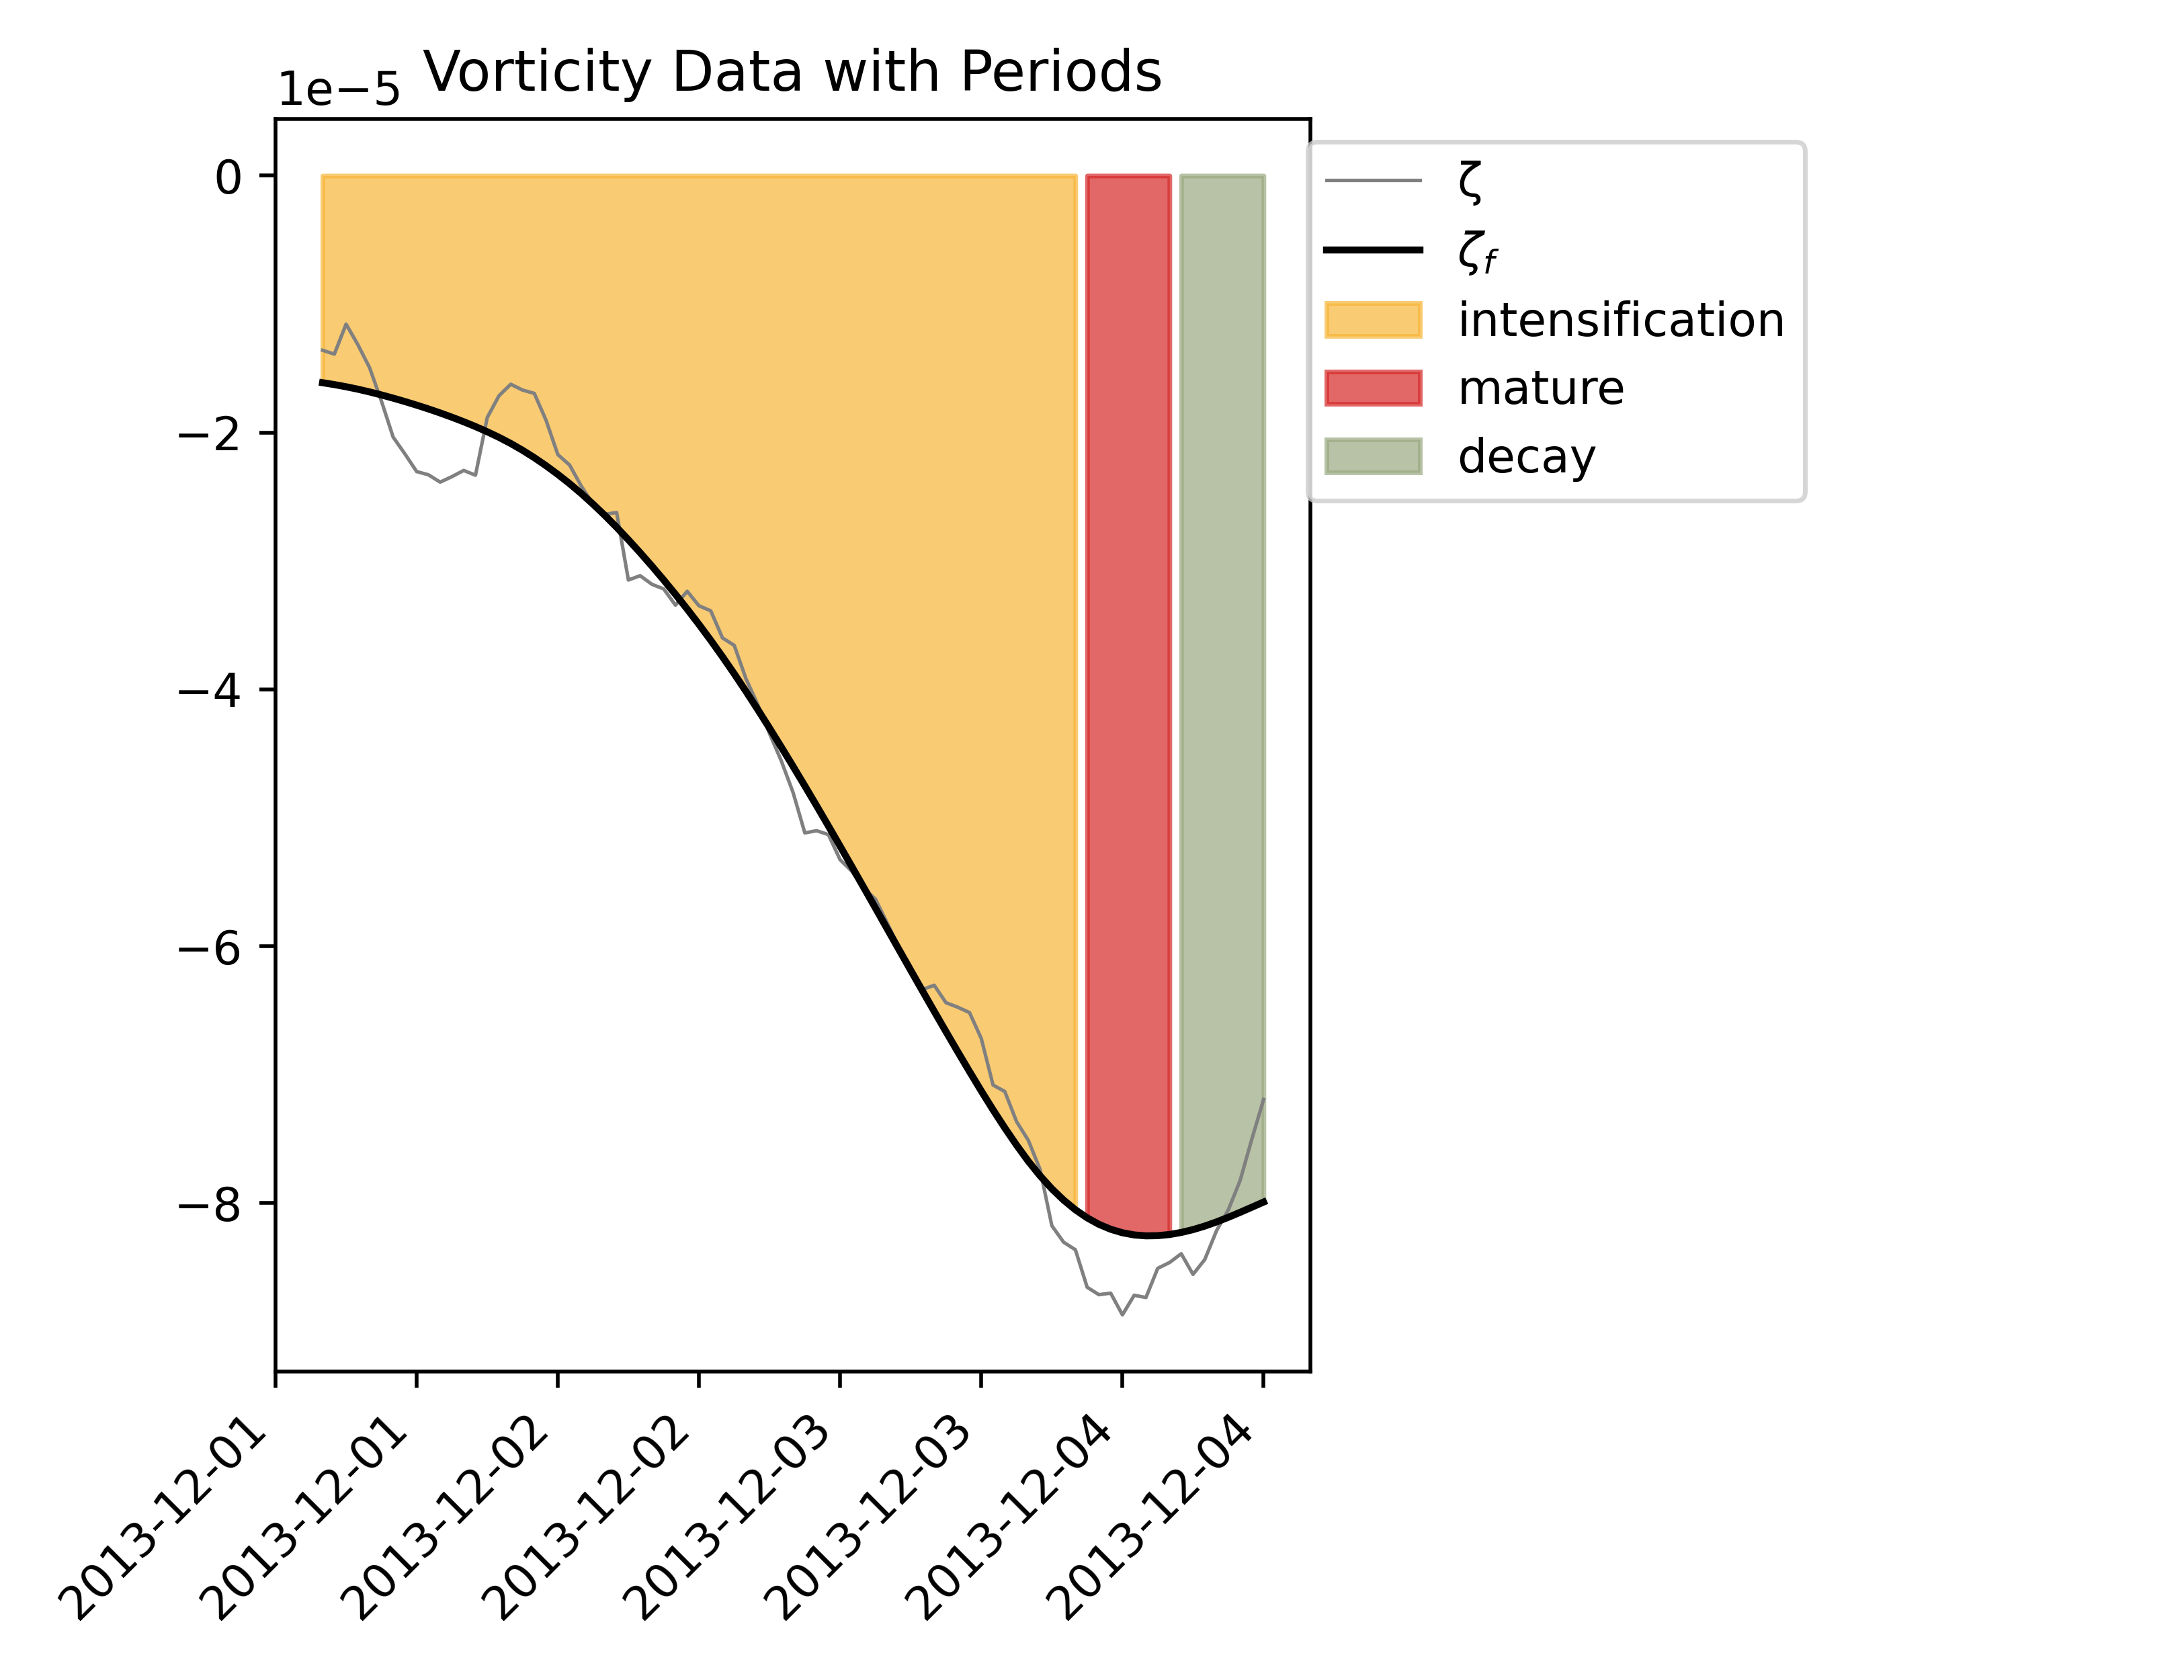 Vorticity Data with Periods
1e−5
0
−2
−4
−6
−8
ζ
ζf
intensification
mature
decay
2013-12-01
2013-12-01
2013-12-02
2013-12-02
2013-12-03
2013-12-03
2013-12-04
2013-12-04